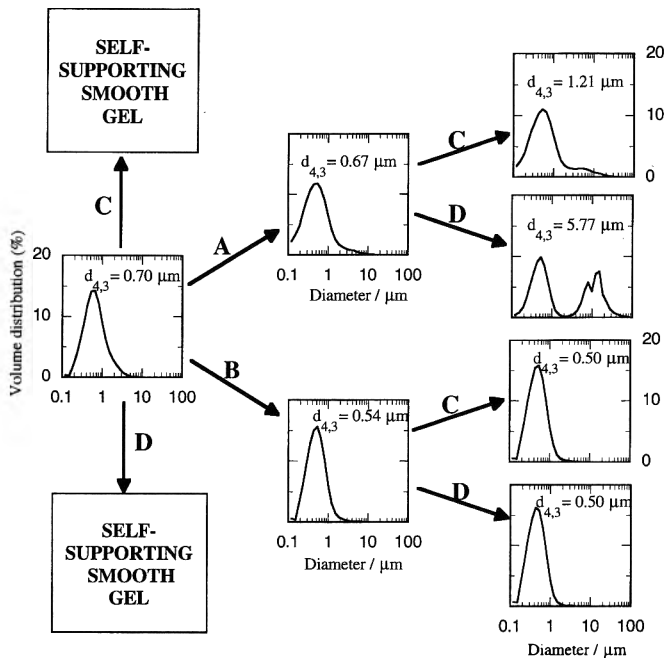 SELF-
SUPPORTING
SMOOTH
GEL
C
Volume distribution (%)
20
10
0
d4,3 = 0.70 µm
0.1 1 10 100
D
SELF-
SUPPORTING
SMOOTH
GEL
A
B
d4,3 = 0.67 µm
0.1 1 10 100
Diameter / µm
d4,3 = 0.54 µm
0.1 1 10 100
Diameter / µm
C
D
C
D
d4,3 = 1.21 µm
20
10
0
d4,3 = 5.77 µm
d4,3 = 0.50 µm
20
10
0
d4,3 = 0.50 µm
0.1 1 10 100
Diameter / µm